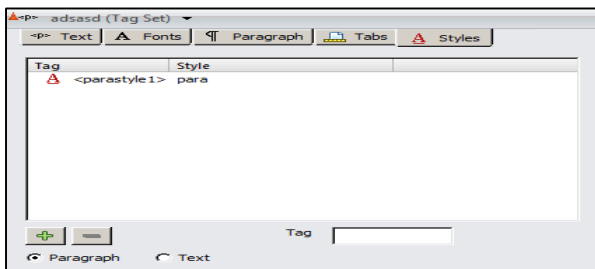 <P> adsasd (Tag Set)
<P> Text A Fonts ¶ Paragraph Tabs A Styles
Tag Style
A <parastyle1> para
Tag
Paragraph Text